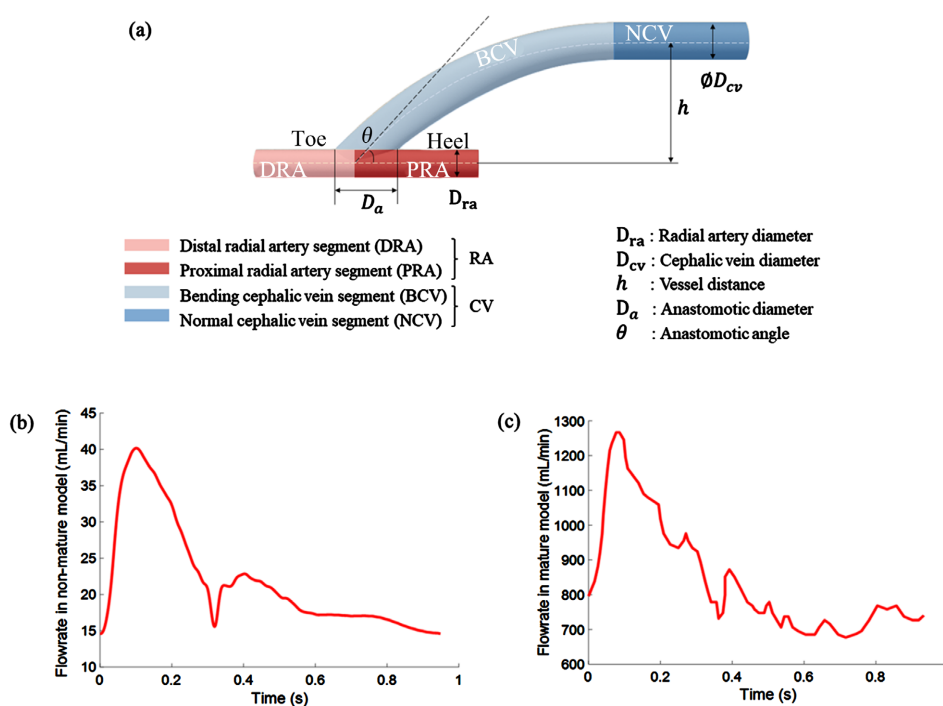 (a)
NCV
BCV
ØD_cv
h
θ
Toe
Heel
DRA
PRA
D_ra
D_a
Distal radial artery segment (DRA)
Proximal radial artery segment (PRA)
RA
Bending cephalic vein segment (BCV)
Normal cephalic vein segment (NCV)
CV
D_ra : Radial artery diameter
D_cv : Cephalic vein diameter
h : Vessel distance
D_a : Anastomotic diameter
θ : Anastomotic angle
(b)
Flowrate in non-mature model (mL/min)
45
40
35
30
25
20
15
10
0 0.2 0.4 0.6 0.8 1
Time (s)
(c)
Flowrate in mature model (mL/min)
1300
1200
1100
1000
900
800
700
600
0 0.2 0.4 0.6 0.8
Time (s)